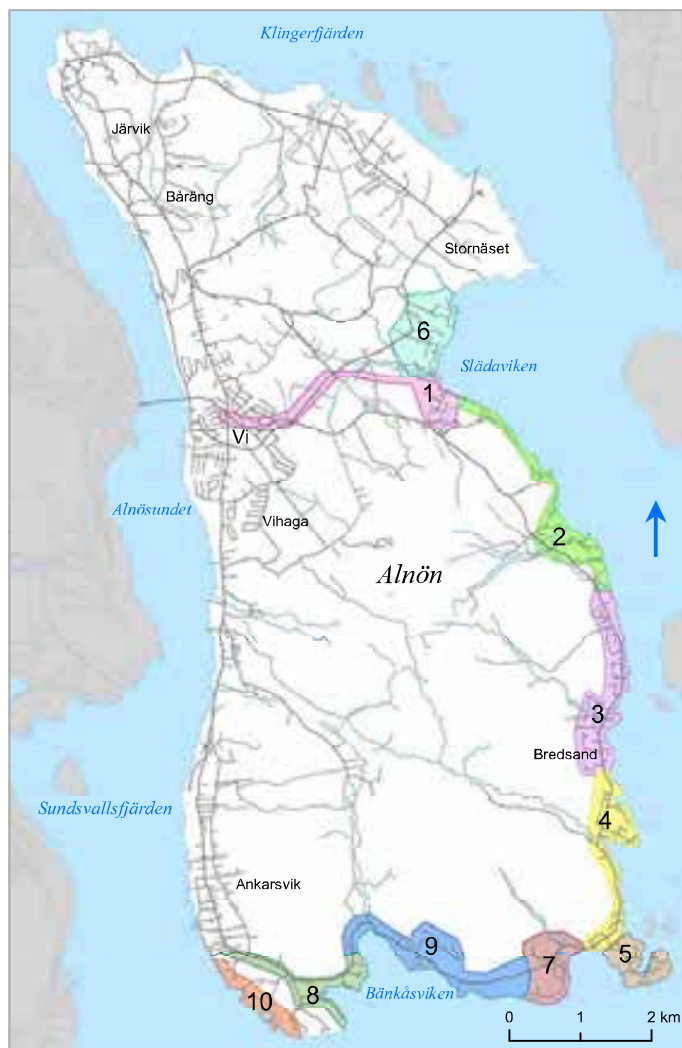 Klingerfjärden
Järvik
Båräng
Stornäset
6
Slädaviken
1
Vi
Alnösundet
Vihaga
2
Alnön
3
Bredsand
Sundsvallsfjärden
4
Ankarsvik
9
7
5
10
8
Bänkåsviken
0 1 2 km